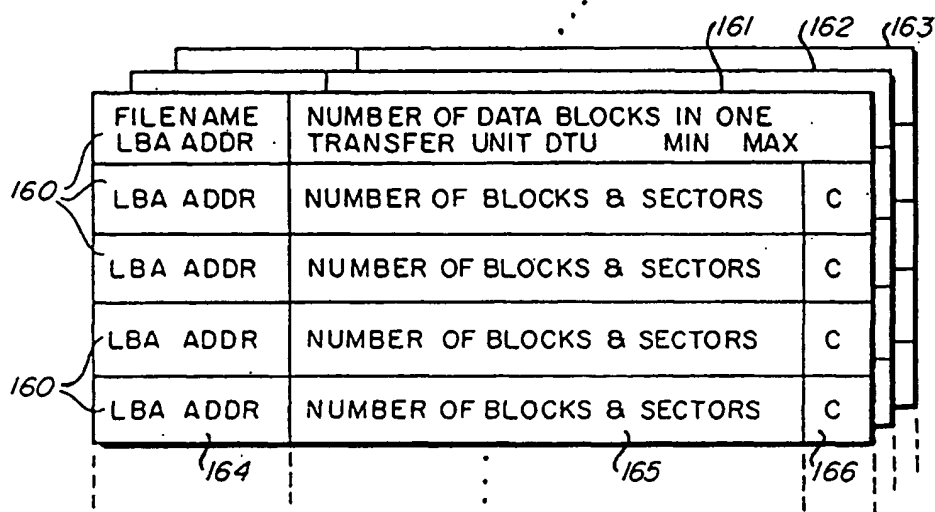 161 162 163
FILENAME NUMBER OF DATA BLOCKS IN ONE
LBA ADDR TRANSFER UNIT DTU MIN MAX
160 LBA ADDR NUMBER OF BLOCKS & SECTORS C
LBA ADDR NUMBER OF BLOCKS & SECTORS C
LBA ADDR NUMBER OF BLOCKS & SECTORS C
160 LBA ADDR NUMBER OF BLOCKS & SECTORS C
164 165 166